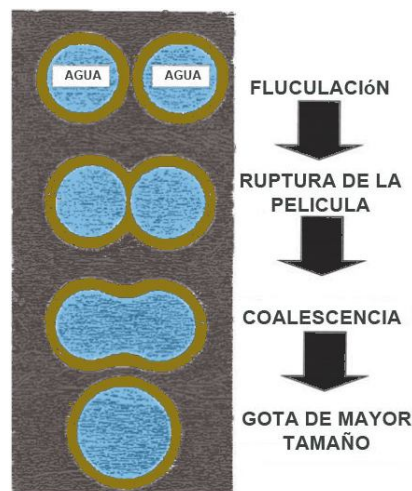 AGUA AGUA
FLUCULACIóN
RUPTURA DE LA
PELICULA
COALESCENCIA
GOTA DE MAYOR
TAMAÑO